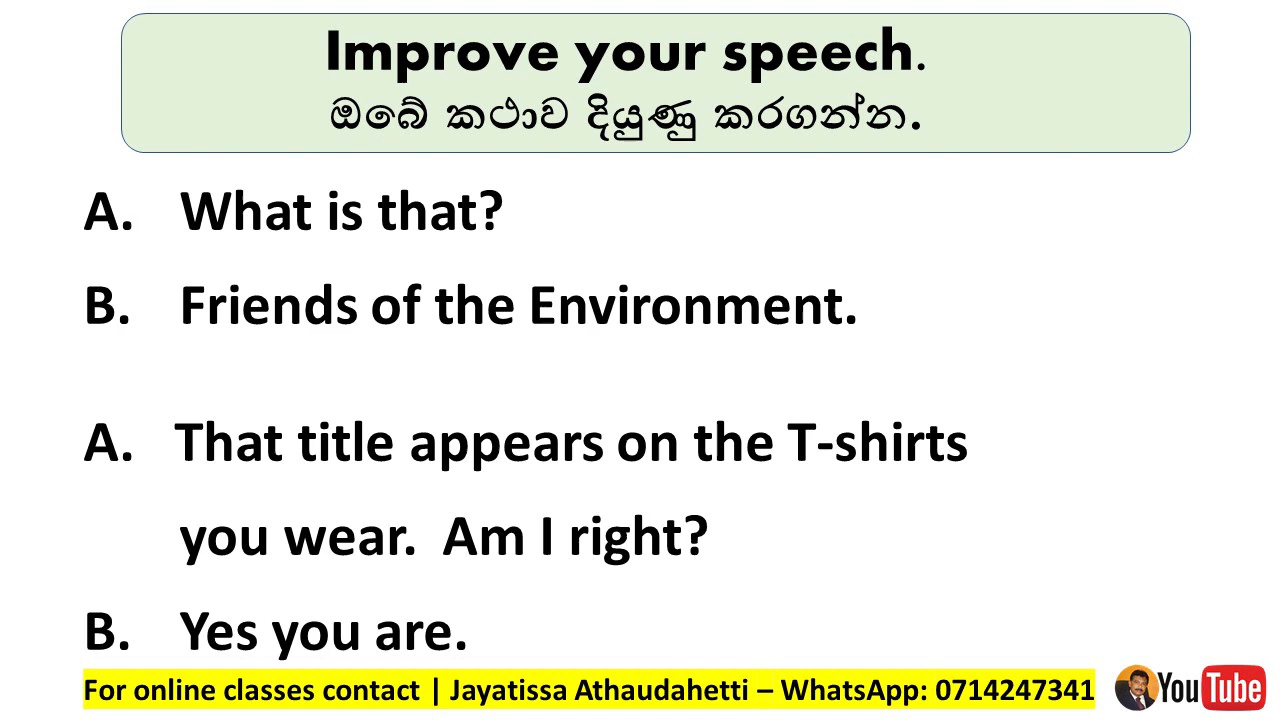 Improve your speech.
ඔබේ කථාව දියුණු කරගන්න.
A. What is that?
B. Friends of the Environment.
A. That title appears on the T-shirts
you wear. Am I right?
B. Yes you are.
For online classes contact | Jayatissa Athaudahetti – WhatsApp: 0714247341
YouTube